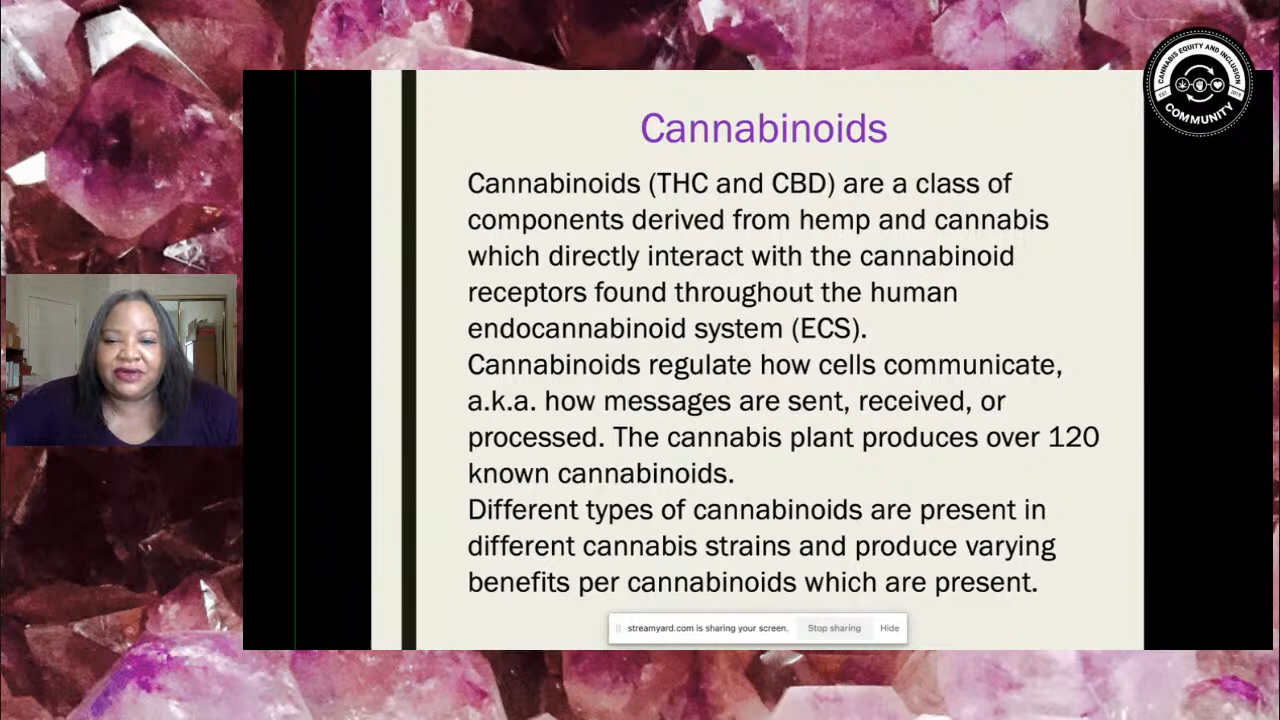 Cannabinoids
Cannabinoids (THC and CBD) are a class of
components derived from hemp and cannabis
which directly interact with the cannabinoid
receptors found throughout the human
endocannabinoid system (ECS).
Cannabinoids regulate how cells communicate,
a.k.a. how messages are sent, received, or
processed. The cannabis plant produces over 120
known cannabinoids.
Different types of cannabinoids are present in
different cannabis strains and produce varying
benefits per cannabinoids which are present.
streamyard.com is sharing your screen. Stop sharing Hide
CANNABIS EQUITY AND INCLUSION
COMMUNITY